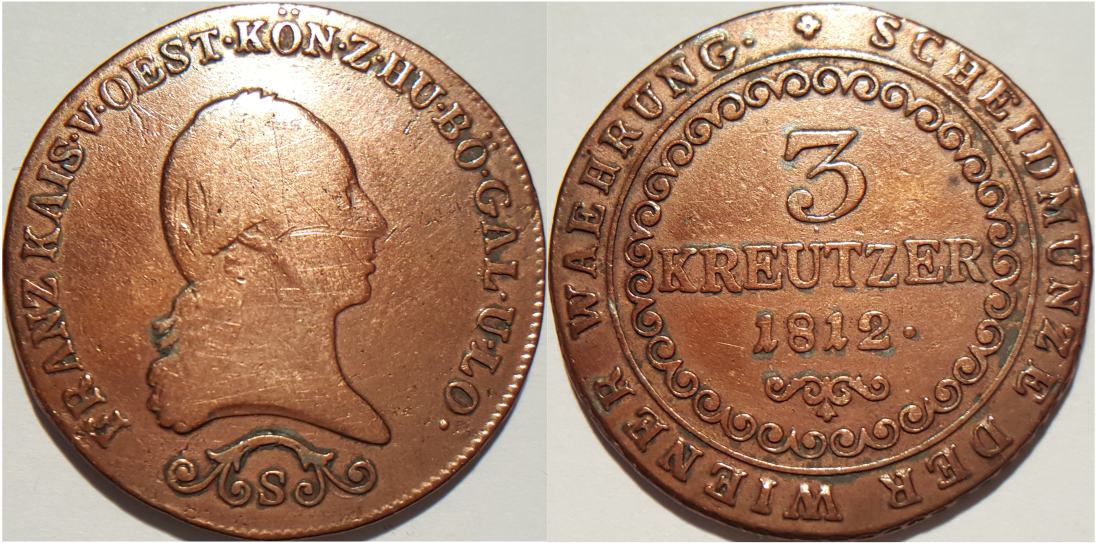 FRANZ KAIS·V·OEST·KÖN·Z·HU·BÖ·GAL·U·LO·
S
SCHEIDMUNZE DER WIENER WAEHRUNG.
3
KREUTZER
1812.